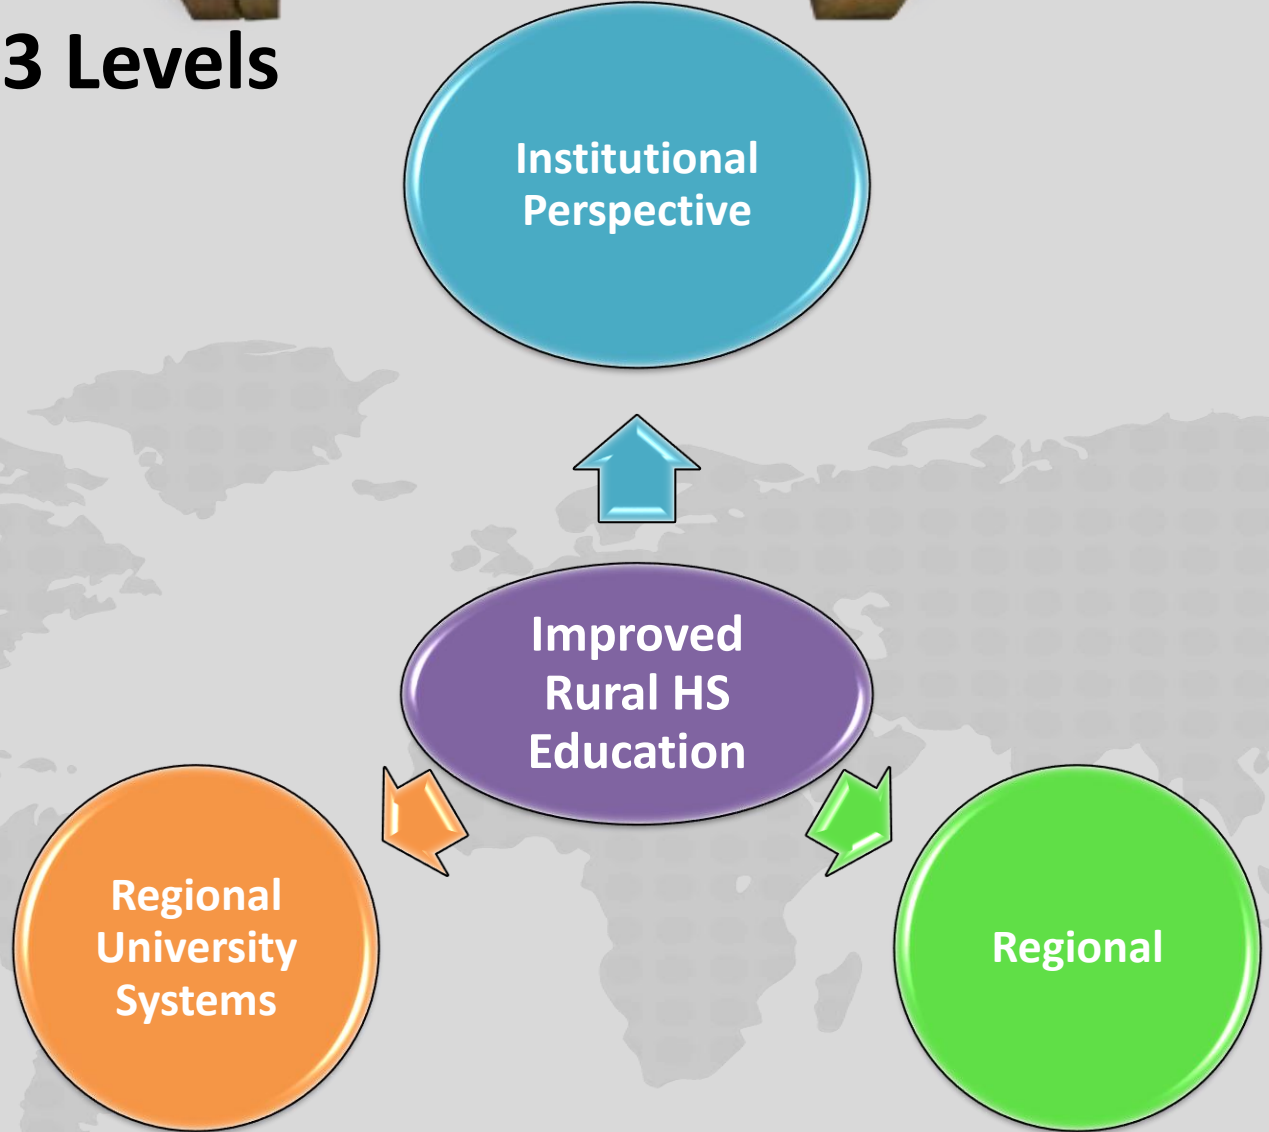 3 Levels
Institutional
Perspective
Improved
Rural HS
Education
Regional
University
Systems
Regional